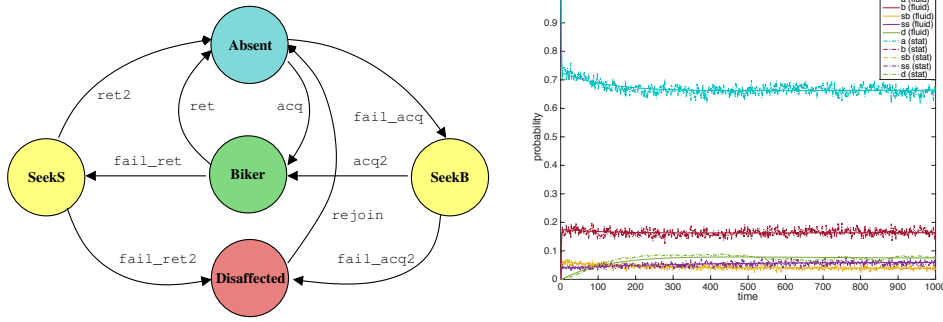 Absent
ret2
ret
acq
fail_acq
fail_ret
acq2
SeekS
Biker
SeekB
rejoin
fail_ret2
fail_acq2
Disaffected
b (fluid)
sb (fluid)
ss (fluid)
d (fluid)
a (stat)
b (stat)
sb (stat)
ss (stat)
d (stat)
0.9
0.8
0.7
0.6
0.5
0.4
0.3
0.2
0.1
0
probability
0 100 200 300 400 500 600 700 800 900 1000
time